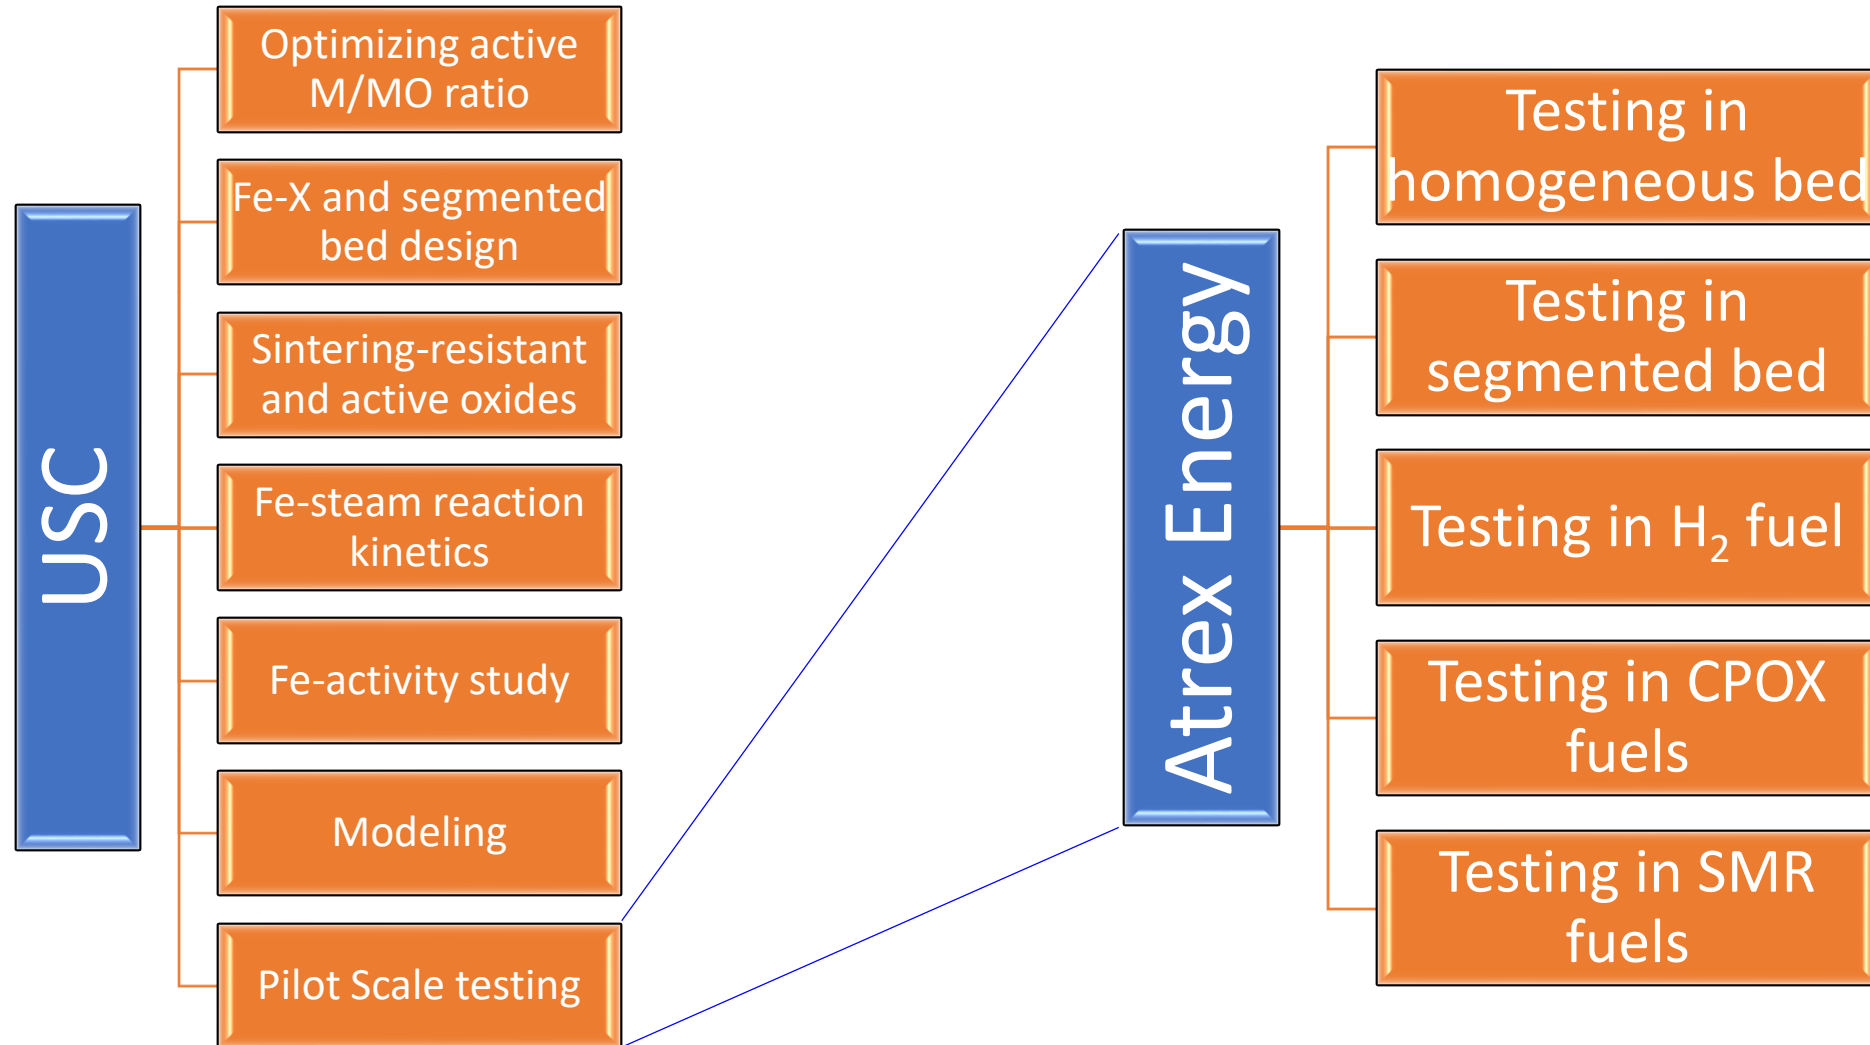 USC
Optimizing active
M/MO ratio
Fe-X and segmented
bed design
Sintering-resistant
and active oxides
Fe-steam reaction
kinetics
Fe-activity study
Modeling
Pilot Scale testing
Atrex Energy
Testing in
homogeneous bed
Testing in
segmented bed
Testing in H₂ fuel
Testing in CPOX
fuels
Testing in SMR
fuels